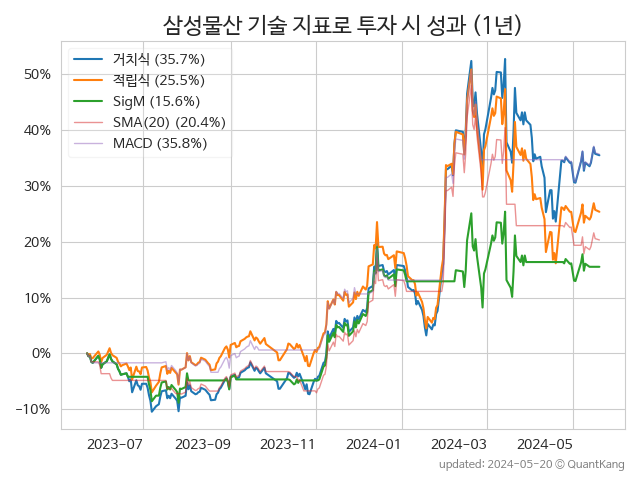 삼성물산 기술 지표로 투자 시 성과 (1년)
거치식 (35.7%)
적립식 (25.5%)
SigM (15.6%)
SMA(20) (20.4%)
MACD (35.8%)
50%
40%
30%
20%
10%
0%
−10%
2023−07 2023−09 2023−11 2024−01 2024−03 2024−05
updated: 2024−05−20 © QuantKang